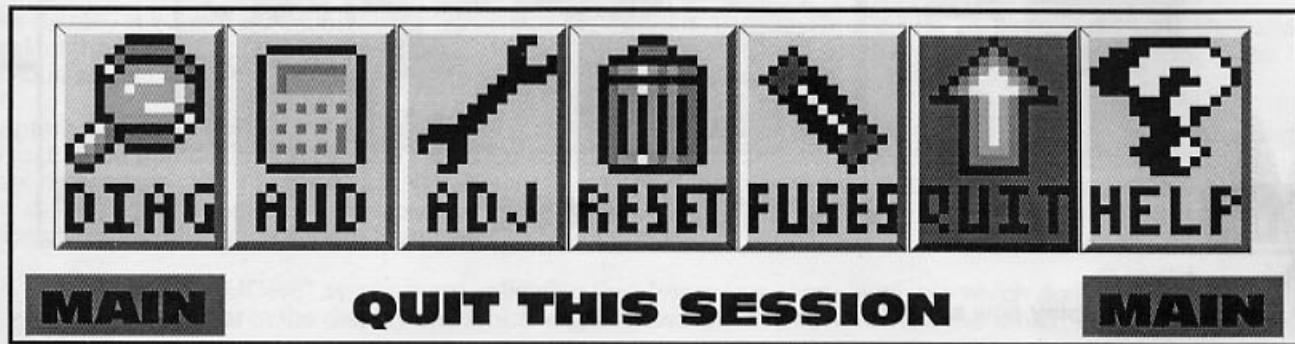 DIAG AUD ADJ RESET FUSES QUIT HELP
MAIN QUIT THIS SESSION MAIN